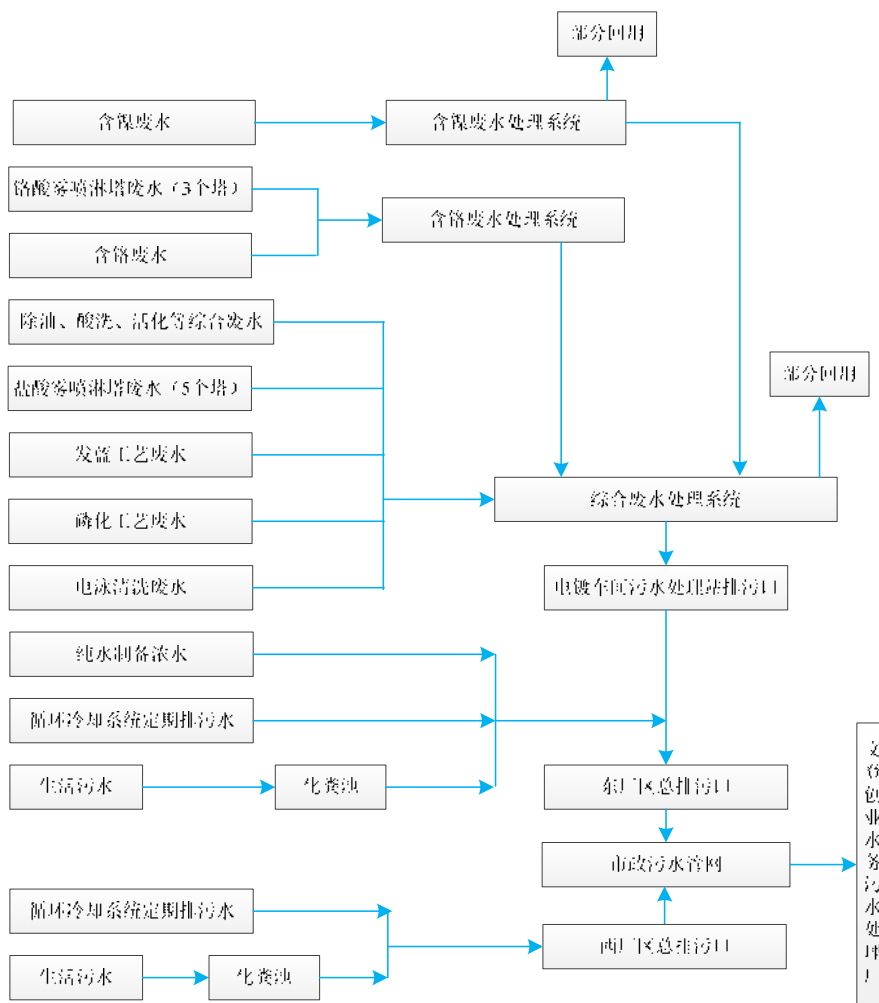 部分回用
含镍废水
含镍废水处理系统
铬酸雾喷淋塔废水（3个塔）
含铬废水处理系统
含铬废水
除油、酸洗、活化等综合废水
盐酸雾喷淋塔废水（5个塔）
部分回用
发蓝工艺废水
综合废水处理系统
磷化工艺废水
电泳清洗废水
电镀车间污水处理站排污口
纯水制备浓水
循环冷却系统定期排污水
生活污水
化粪池
东厂区总排污口
市政污水管网
循环冷却系统定期排污水
西厂区总排污口
生活污水
化粪池
创
业
水
务
污
水
处
理